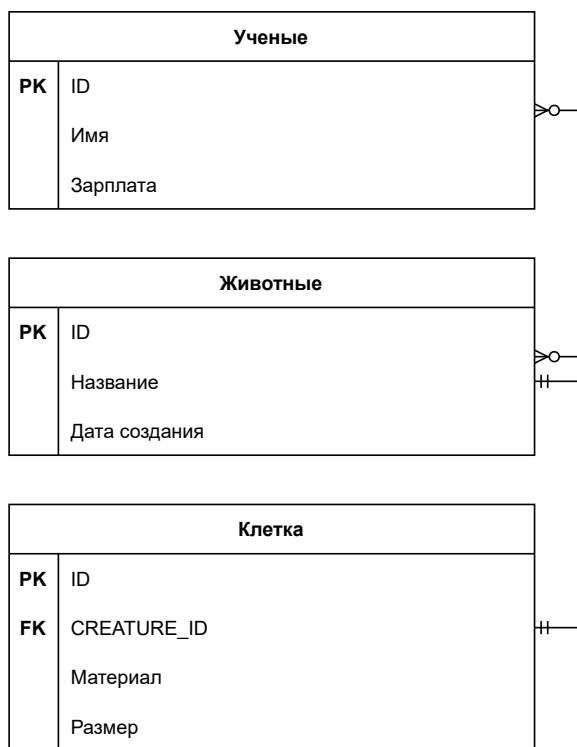 Ученые
PK ID
Имя
Зарплата
Животные
PK ID
Название
Дата создания
Клетка
PK ID
FK CREATURE_ID
Материал
Размер